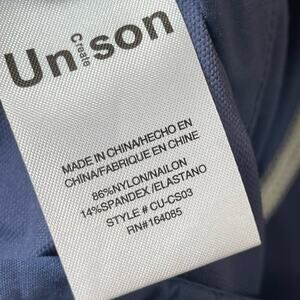 Unison
Create
MADE IN CHINA/HECHO EN
CHINA/FABRIQUE EN CHINE
86%NYLON/NAILON
14%SPANDEX/ELASTANO
STYLE # CU-CS03
RN#164085